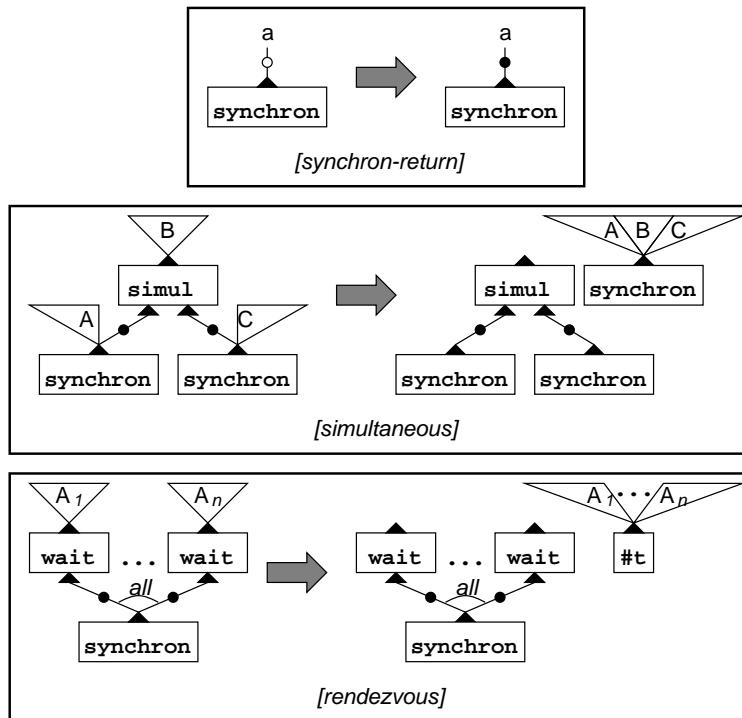 a a
synchron synchron
[synchron-return]
B A B C
simul simul synchron
A C
synchron synchron synchron synchron
[simultaneous]
A1 An A1 ... An
wait ... wait wait ... wait #t
all all
synchron synchron
[rendezvous]